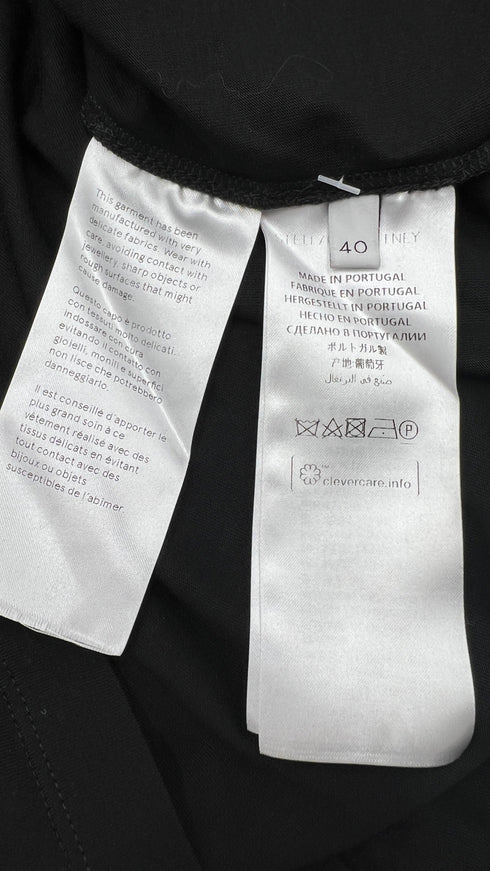 This garment has been
manufactured with very
delicate fabrics. Wear with
care, avoiding contact with
jewellery, sharp objects or
rough surfaces that might
cause damage.
Questo capo è prodotto
con tessuti molto delicati.
indossare con cura
evitando il contatto con
gioielli, monili e superfici
non lisce che potrebbero
danneggiarlo.
Il est conseillé d'apporter le
plus grand soin à ce
vêtement réalisé avec des
tissus délicats en évitant
tout contact avec des
bijoux ou objets
susceptibles de l'abîmer
40
MADE IN PORTUGAL
FABRIQUE EN PORTUGAL
HERGESTELLT IN PORTUGAL
HECHO EN PORTUGAL
СДЕЛАНО В ПОРТУГАЛИИ
ポルトガル製
产地:葡萄牙
صنع في البرتغال
P
clevercare.info